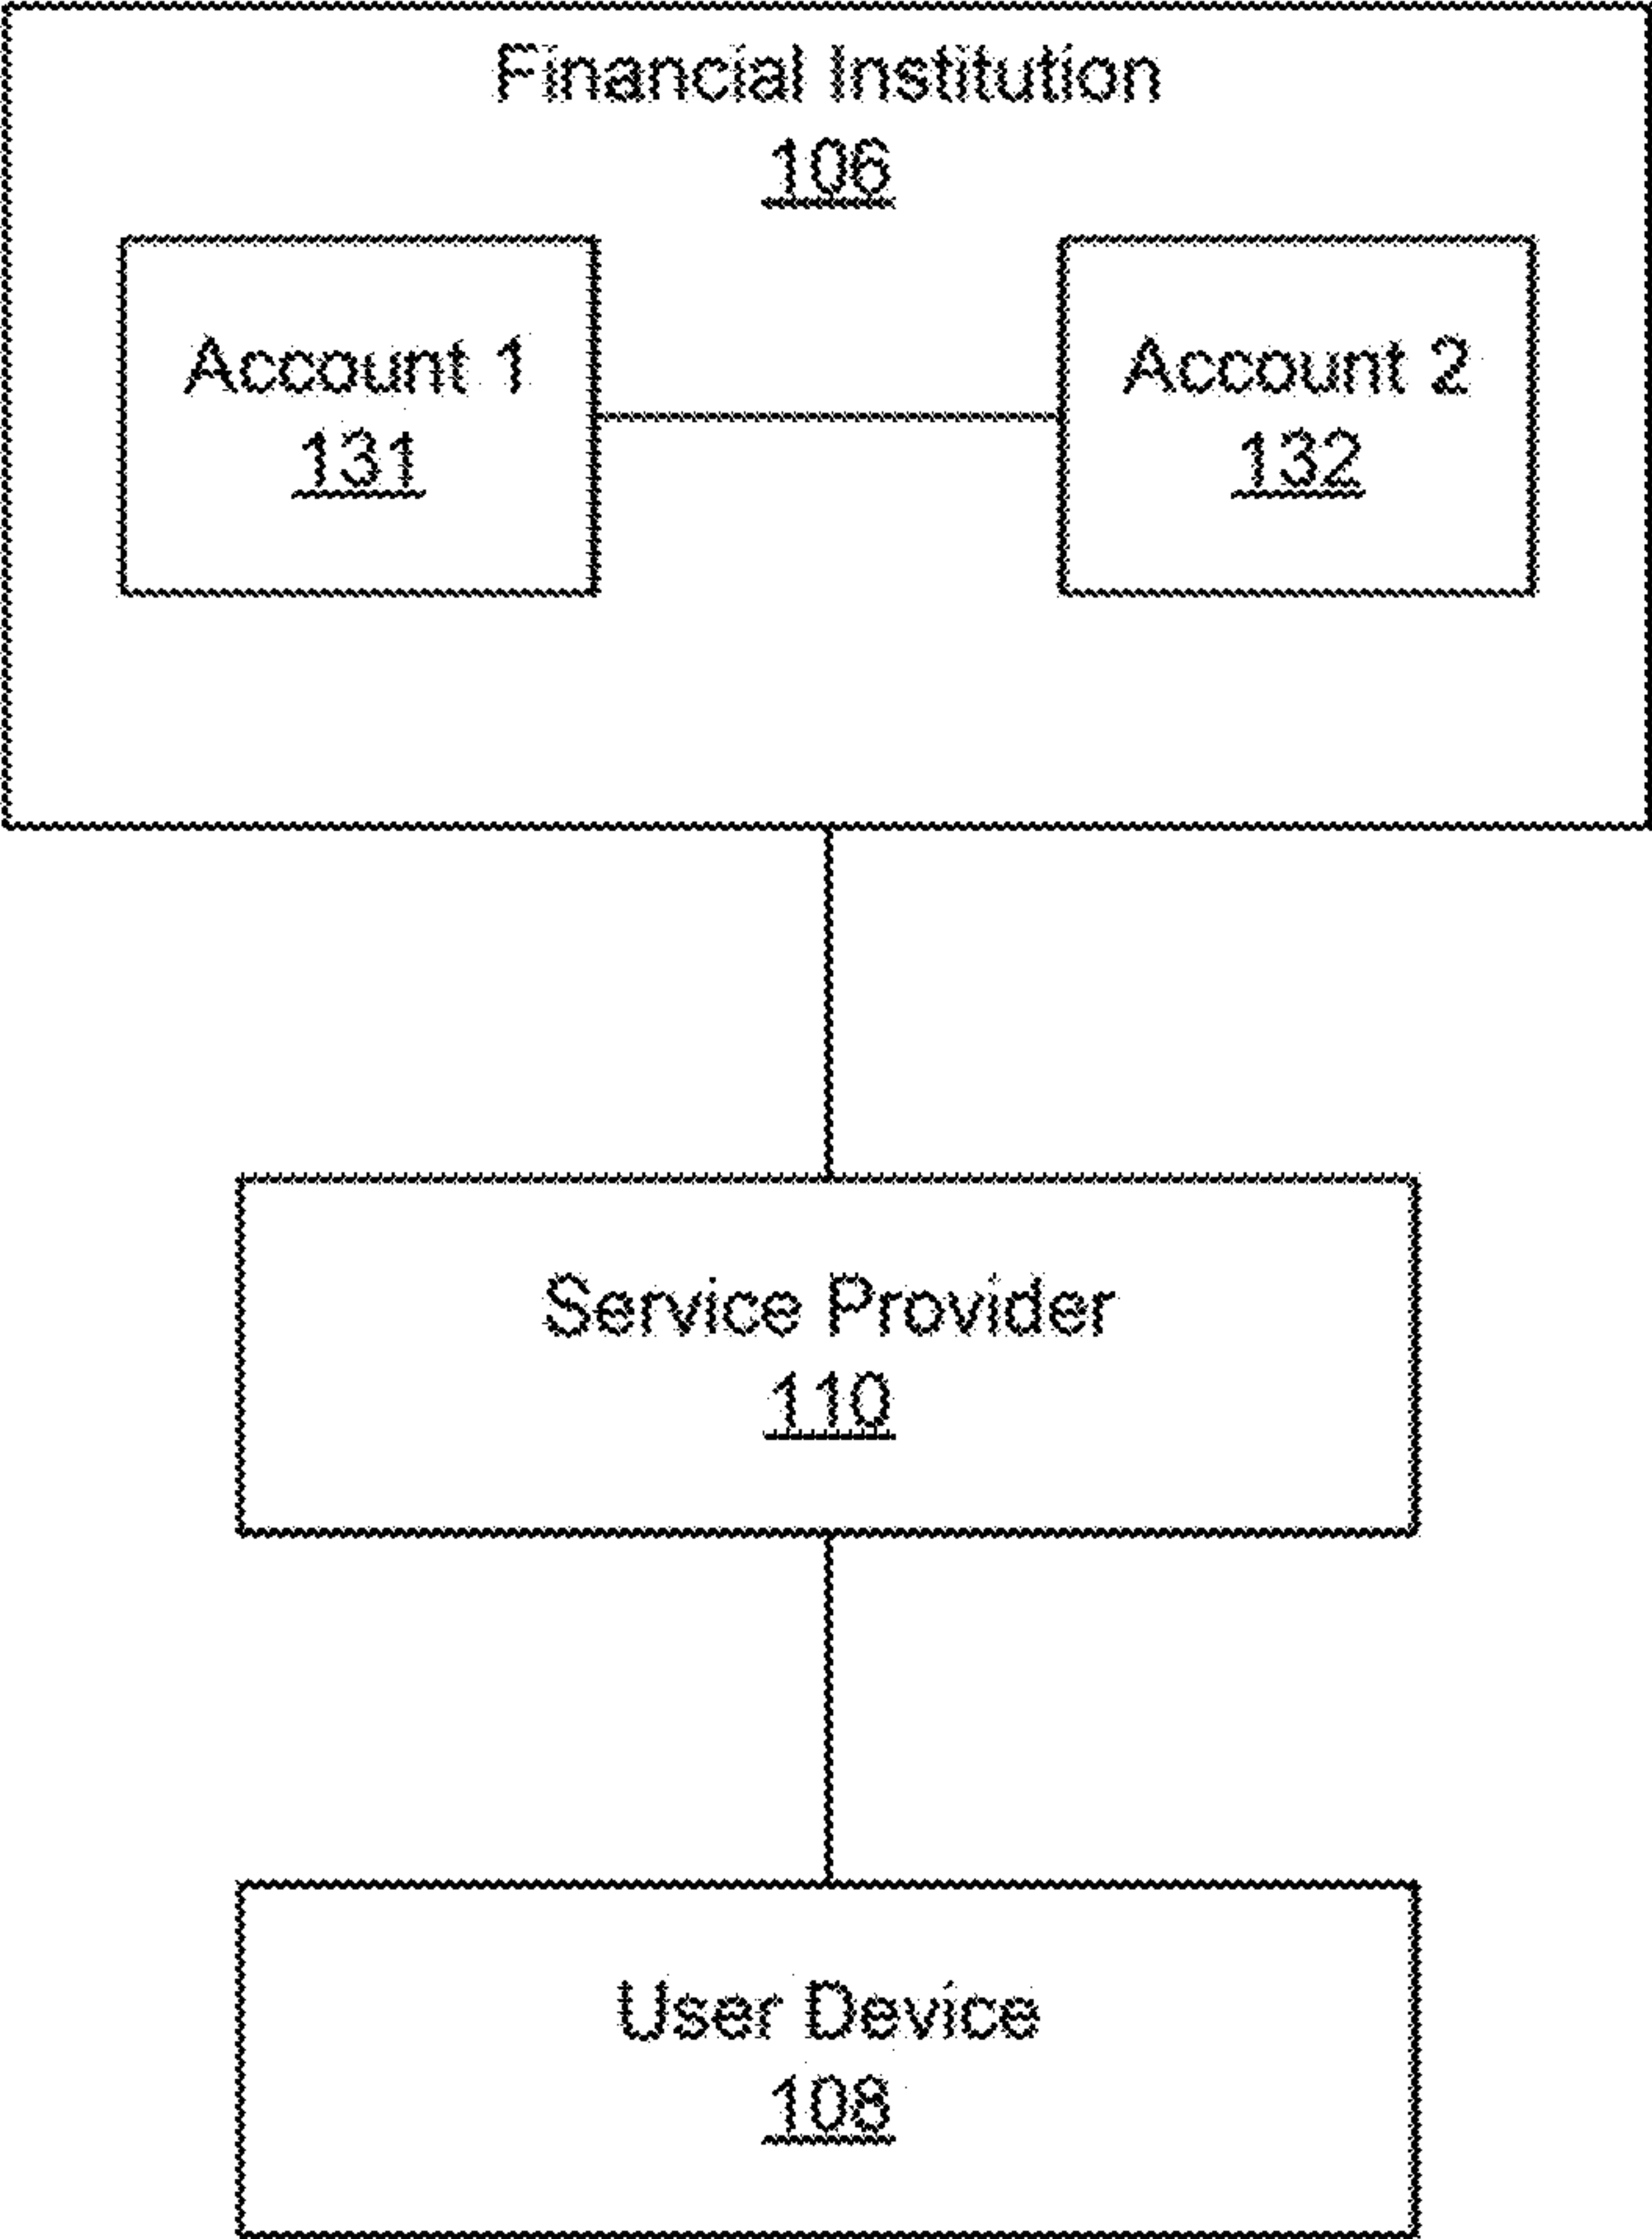 Financial Institution
106
Account 1
131
Account 2
132
Service Provider
110
User Device
108